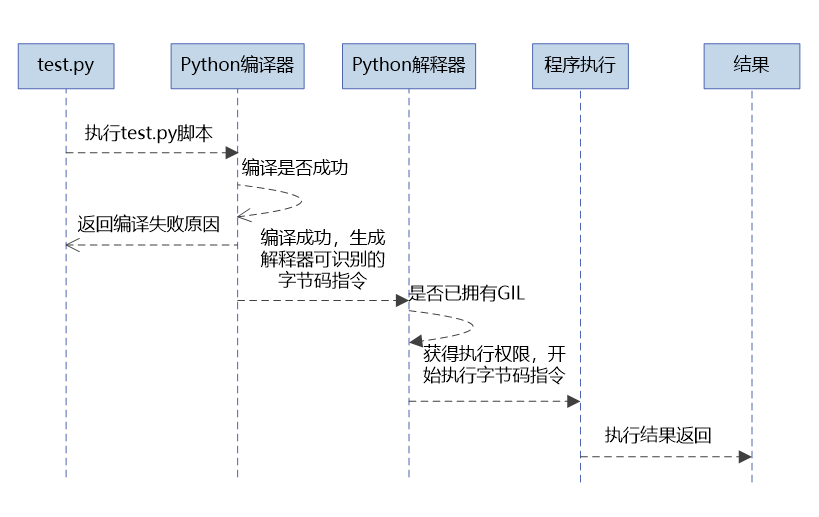 test.py
Python编译器
Python解释器
程序执行
结果
执行test.py脚本
编译是否成功
返回编译失败原因
编译成功，生成
解释器可识别的
字节码指令
是否已拥有GIL
获得执行权限，开
始执行字节码指令
执行结果返回